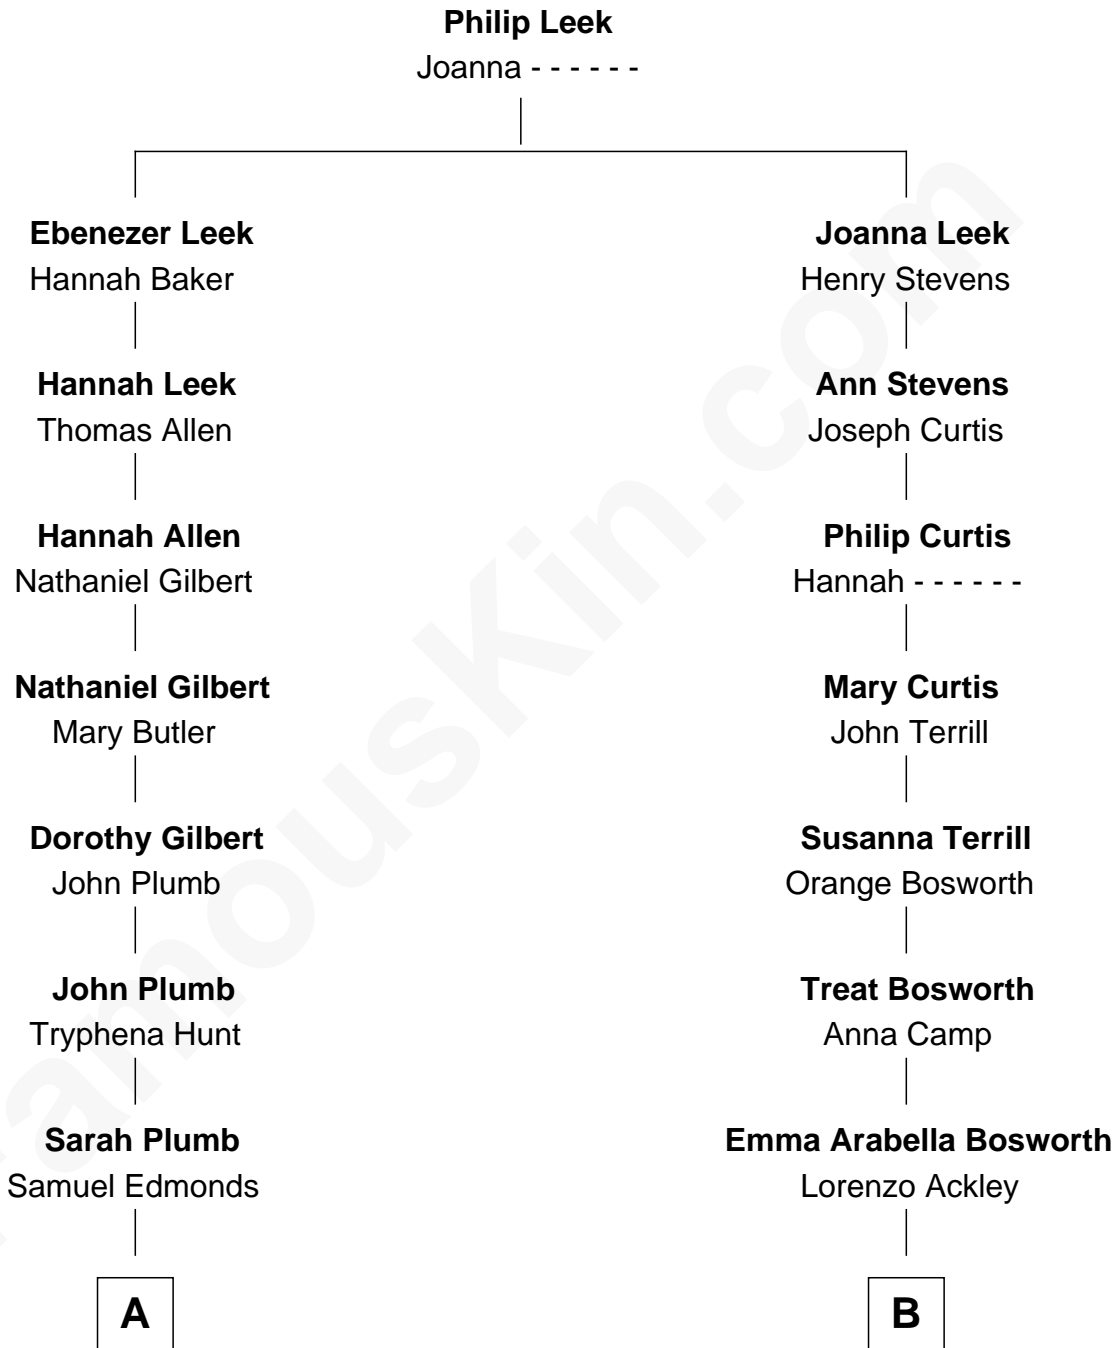 Philip Leek
Joanna - - - - - -
Ebenezer Leek
Hannah Baker
Joanna Leek
Henry Stevens
Hannah Leek
Thomas Allen
Ann Stevens
Joseph Curtis
Hannah Allen
Nathaniel Gilbert
Philip Curtis
Hannah - - - - - -
Nathaniel Gilbert
Mary Butler
Mary Curtis
John Terrill
Dorothy Gilbert
John Plumb
Susanna Terrill
Orange Bosworth
John Plumb
Tryphena Hunt
Treat Bosworth
Anna Camp
Sarah Plumb
Samuel Edmonds
Emma Arabella Bosworth
Lorenzo Ackley
A
B
FamousKin.com